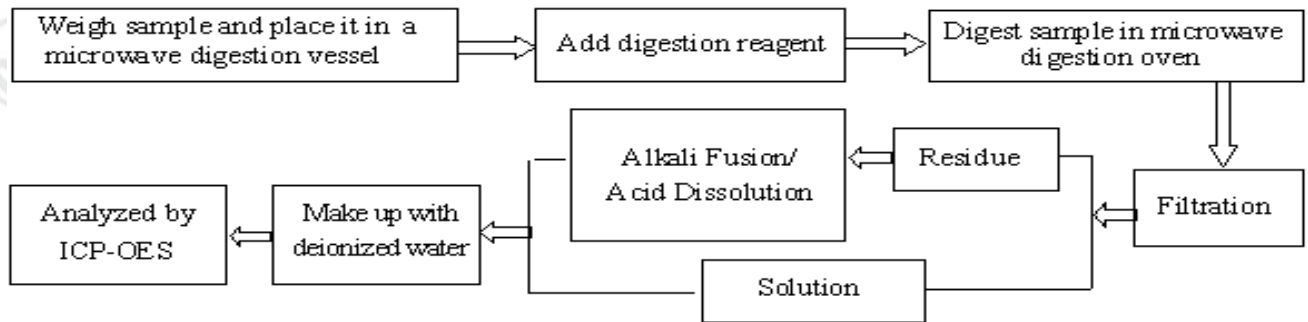 Weigh sample and place it in a
microwave digestion vessel
Add digestion reagent
Digest sample in microwave
digestion oven
Filtration
Residue
Alkali Fusion/
Acid Dissolution
Solution
Make up with
deionized water
Analyzed by
ICP-OES